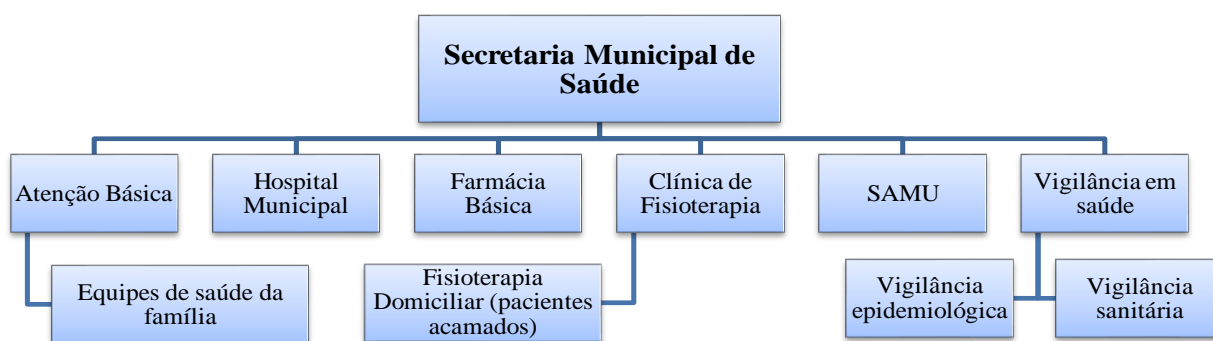 Secretaria Municipal de
Saúde
Atenção Básica
Hospital
Municipal
Farmácia
Básica
Clínica de
Fisioterapia
SAMU
Vigilância em
saúde
Equipes de saúde da
família
Fisioterapia
Domiciliar (pacientes
acamados)
Vigilância
epidemiológica
Vigilância
sanitária